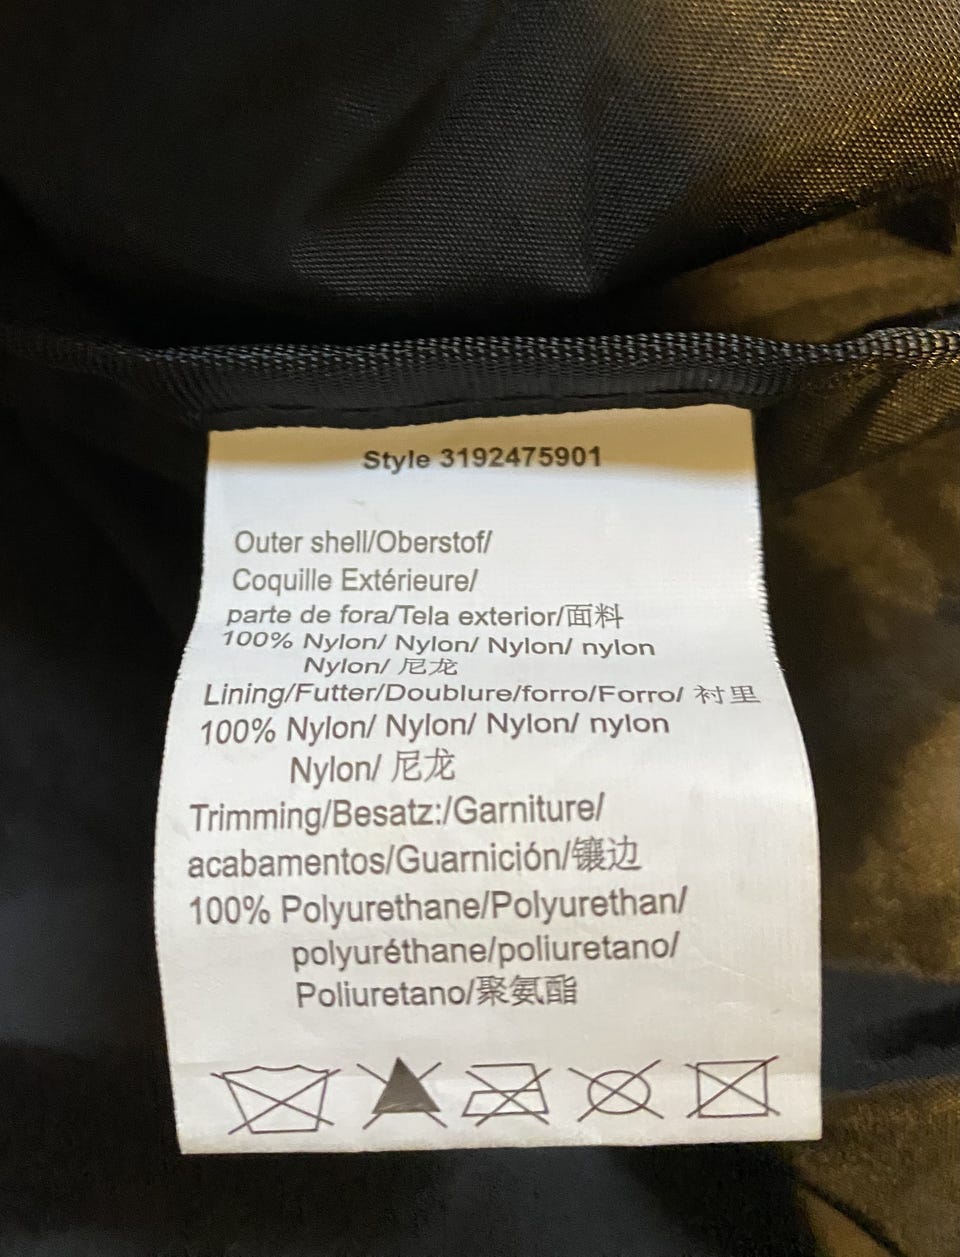 Style 3192475901
Outer shell/Oberstof/
Coquille Extérieure/
parte de fora/Tela exterior/面料
100% Nylon/ Nylon/ Nylon/ nylon
Nylon/ 尼龙
Lining/Futter/Doublure/forro/Forro/ 衬里
100% Nylon/ Nylon/ Nylon/ nylon
Nylon/ 尼龙
Trimming/Besatz:/Garniture/
acabamentos/Guarnición/镶边
100% Polyurethane/Polyurethan/
polyuréthane/poliuretano/
Poliuretano/聚氨酯